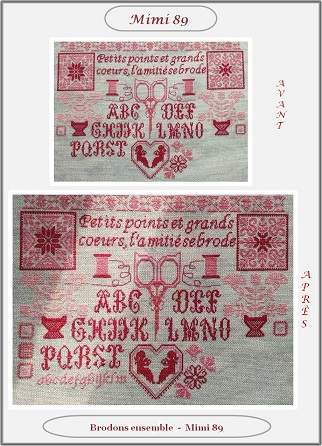 Mimi 89
Petits points et grands
coeurs, l'amitié se brode
ABC DEF
GHIJK LMNO
PQRST
AVANT
Petits points et grands
coeurs, l'amitié se brode
ABC DEF
GHIJK LMNO
PQRST
abcdefghijklm
APRÈS
Brodons ensemble - Mimi 89